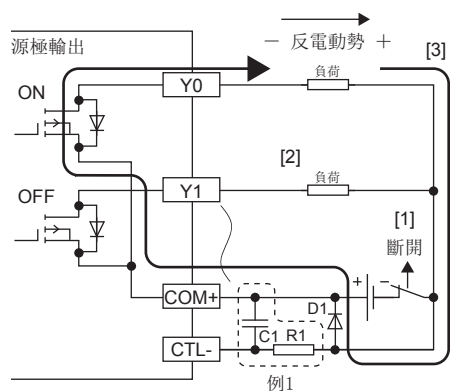 － 反電動勢 ＋
源極輸出
[3]
負荷
Y0
ON
[2]
負荷
OFF
Y1
[1]
斷開
+
−
COM+
D1
C1
R1
CTL-
例1